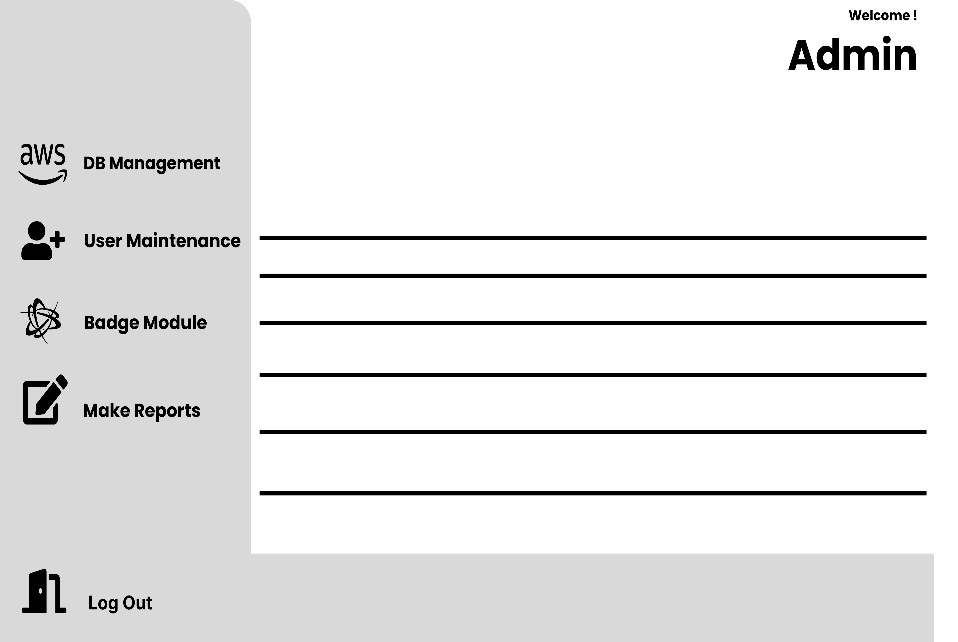 Welcome !
Admin
aws
DB Management
User Maintenance
Badge Module
Make Reports
Log Out